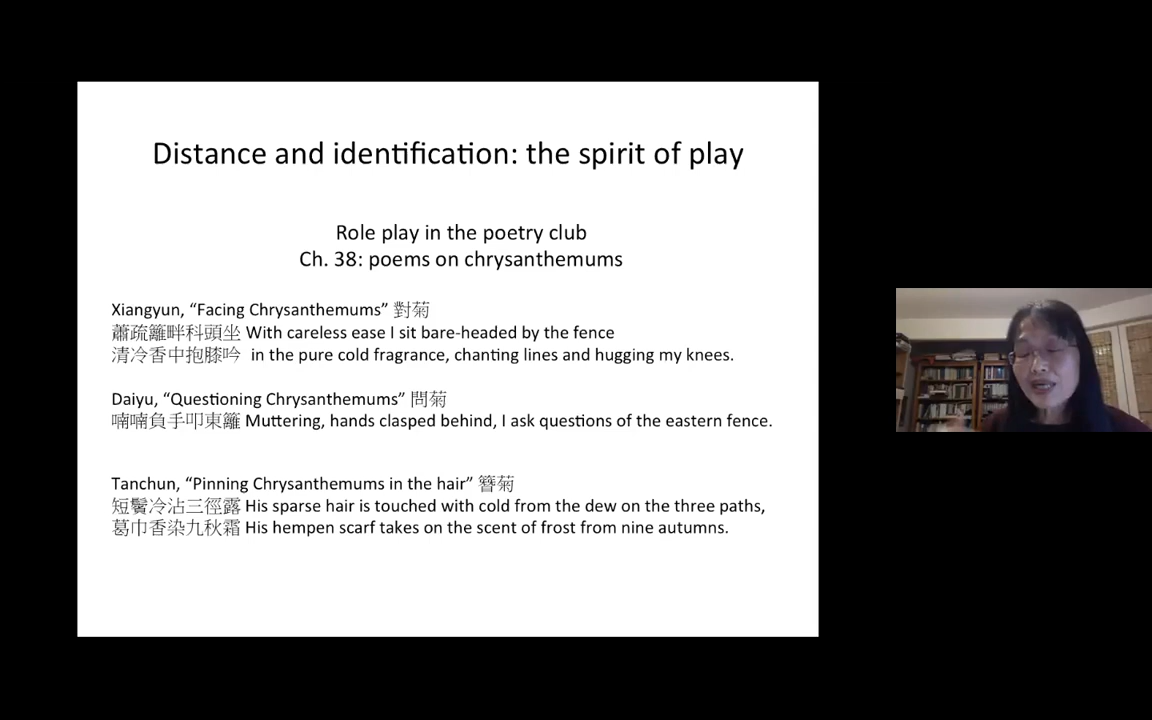 Distance and identification: the spirit of play
Role play in the poetry club
Ch. 38: poems on chrysanthemums
Xiangyun, “Facing Chrysanthemums” 對菊
蕭疏籬畔科頭坐 With careless ease I sit bare-headed by the fence
清冷香中抱膝吟 in the pure cold fragrance, chanting lines and hugging my knees.
Daiyu, “Questioning Chrysanthemums” 問菊
喃喃負手叩東籬 Muttering, hands clasped behind, I ask questions of the eastern fence.
Tanchun, “Pinning Chrysanthemums in the hair” 簪菊
短鬢冷沾三徑露 His sparse hair is touched with cold from the dew on the three paths,
葛巾香染九秋霜 His hempen scarf takes on the scent of frost from nine autumns.